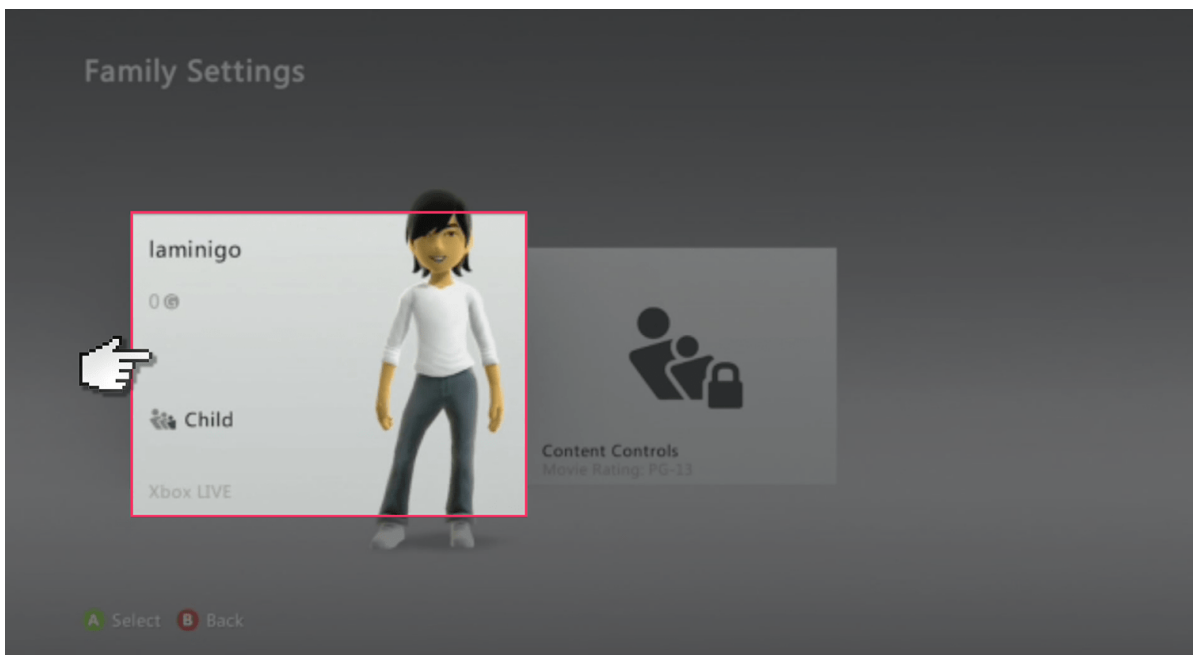 Family Settings
laminigo
0 G
Child
Xbox LIVE
Content Controls
Movie Rating: PG-13
A Select B Back